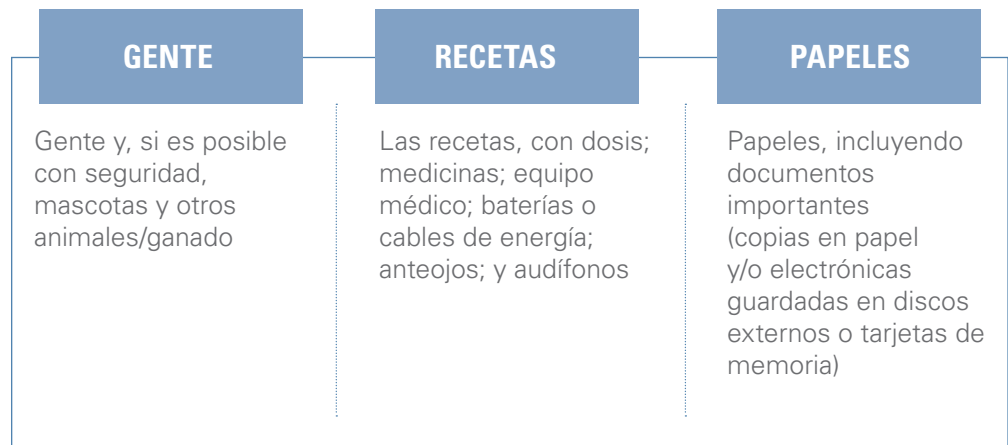 GENTE
Gente y, si es posible
con seguridad,
mascotas y otros
animales/ganado
RECETAS
Las recetas, con dosis;
medicinas; equipo
médico; baterías o
cables de energía;
anteojos; y audífonos
PAPELES
Papeles, incluyendo
documentos
importantes
(copias en papel
y/o electrónicas
guardadas en discos
externos o tarjetas de
memoria)